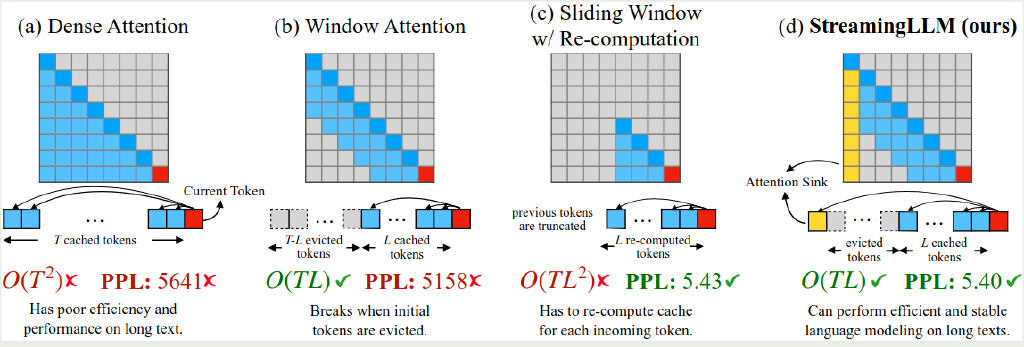 (a) Dense Attention
Current Token
...
T cached tokens
O(T²)✘ PPL: 5641✘
Has poor efficiency and
performance on long text.
(b) Window Attention
... ...
T-L evicted
tokens
L cached
tokens
O(TL)✓ PPL: 5158✘
Breaks when initial
tokens are evicted.
(c) Sliding Window
w/ Re-computation
previous tokens
are truncated
...
L re-computed
tokens
O(TL²)✘ PPL: 5.43✓
Has to re-compute cache
for each incoming token.
(d) StreamingLLM (ours)
Attention Sink
... ...
evicted
tokens
L cached
tokens
O(TL)✓ PPL: 5.40✓
Can perform efficient and stable
language modeling on long texts.